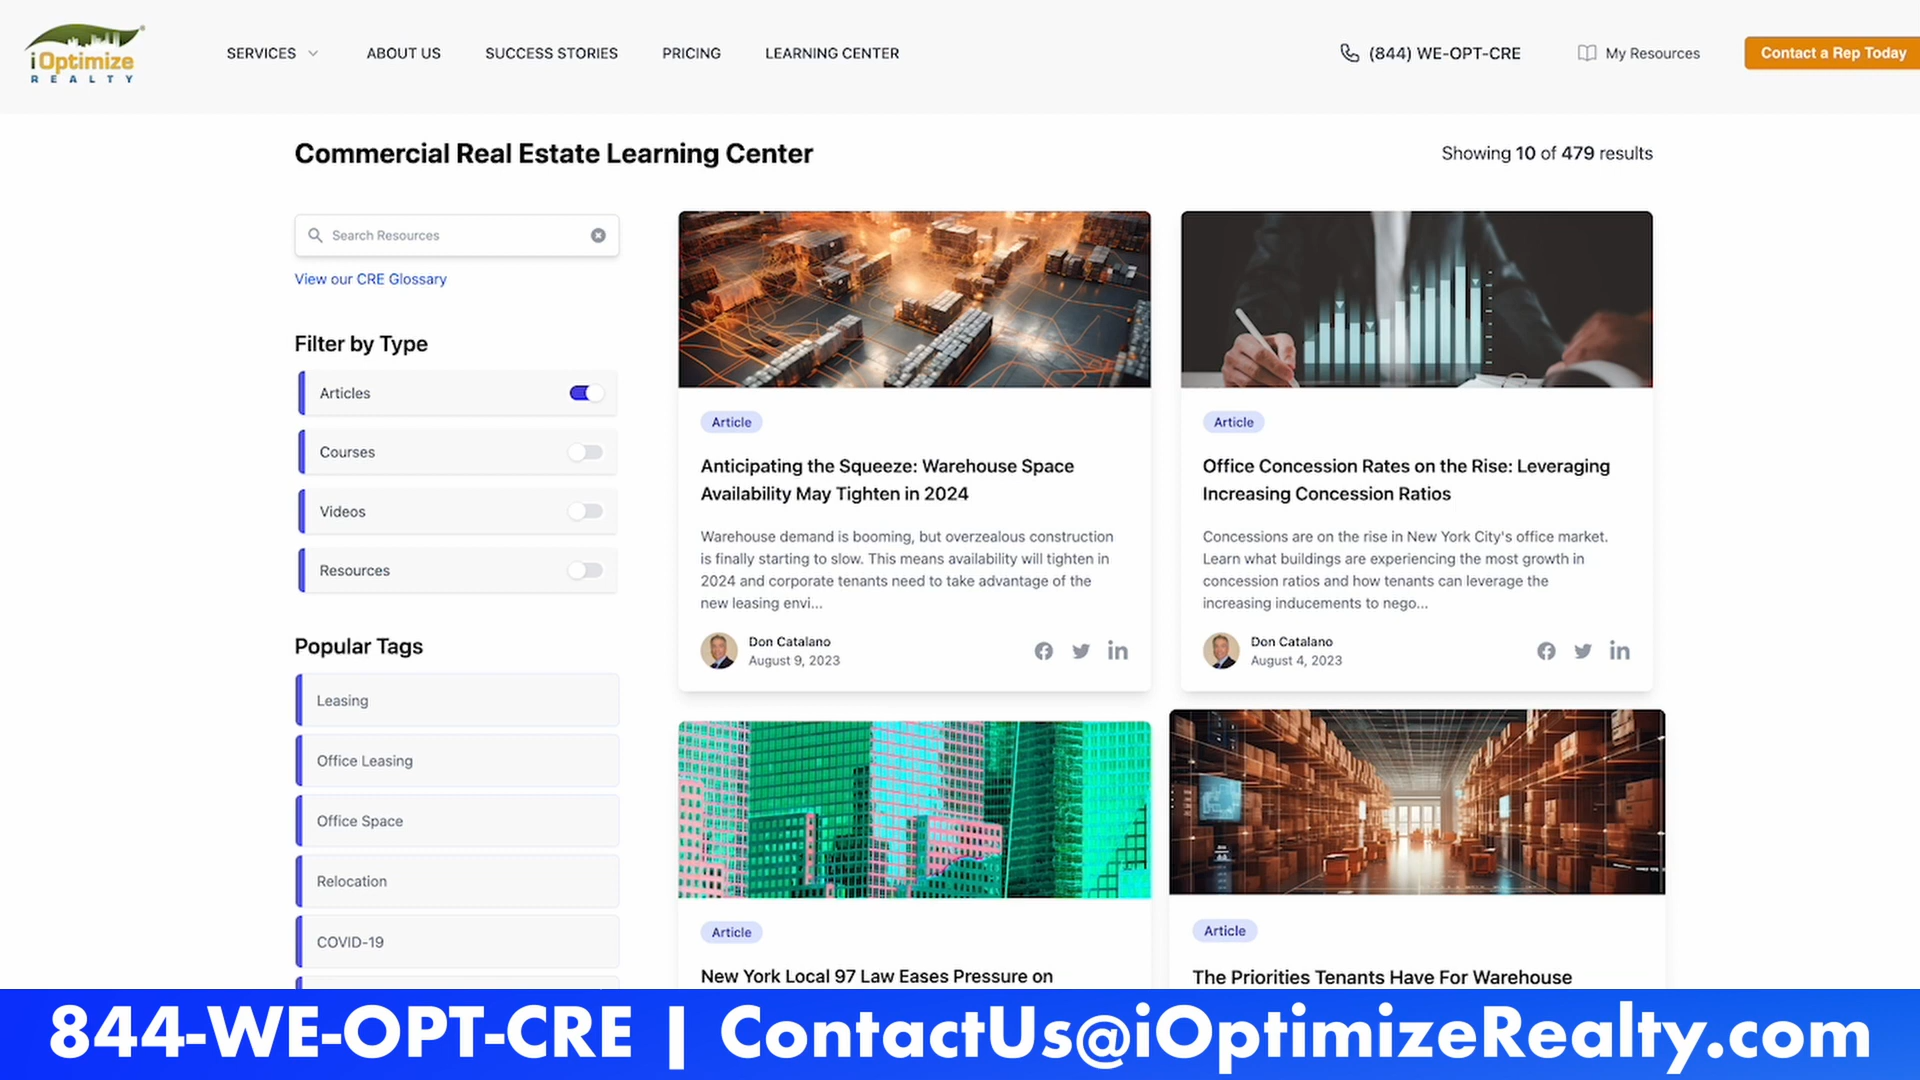 iOptimize
REALTY
SERVICES
ABOUT US
SUCCESS STORIES
PRICING
LEARNING CENTER
(844) WE-OPT-CRE
My Resources
Contact a Rep Today
Commercial Real Estate Learning Center
Showing 10 of 479 results
Search Resources
View our CRE Glossary
Filter by Type
Articles
Courses
Videos
Resources
Popular Tags
Leasing
Office Leasing
Office Space
Relocation
COVID-19
Article
Anticipating the Squeeze: Warehouse Space
Availability May Tighten in 2024
Warehouse demand is booming, but overzealous construction
is finally starting to slow. This means availability will tighten in
2024 and corporate tenants need to take advantage of the
new leasing envi...
Don Catalano
August 9, 2023
Article
Office Concession Rates on the Rise: Leveraging
Increasing Concession Ratios
Concessions are on the rise in New York City's office market.
Learn what buildings are experiencing the most growth in
concession ratios and how tenants can leverage the
increasing inducements to nego...
Don Catalano
August 4, 2023
Article
New York Local 97 Law Eases Pressure on
Article
The Priorities Tenants Have For Warehouse
844-WE-OPT-CRE | ContactUs@iOptimizeRealty.com